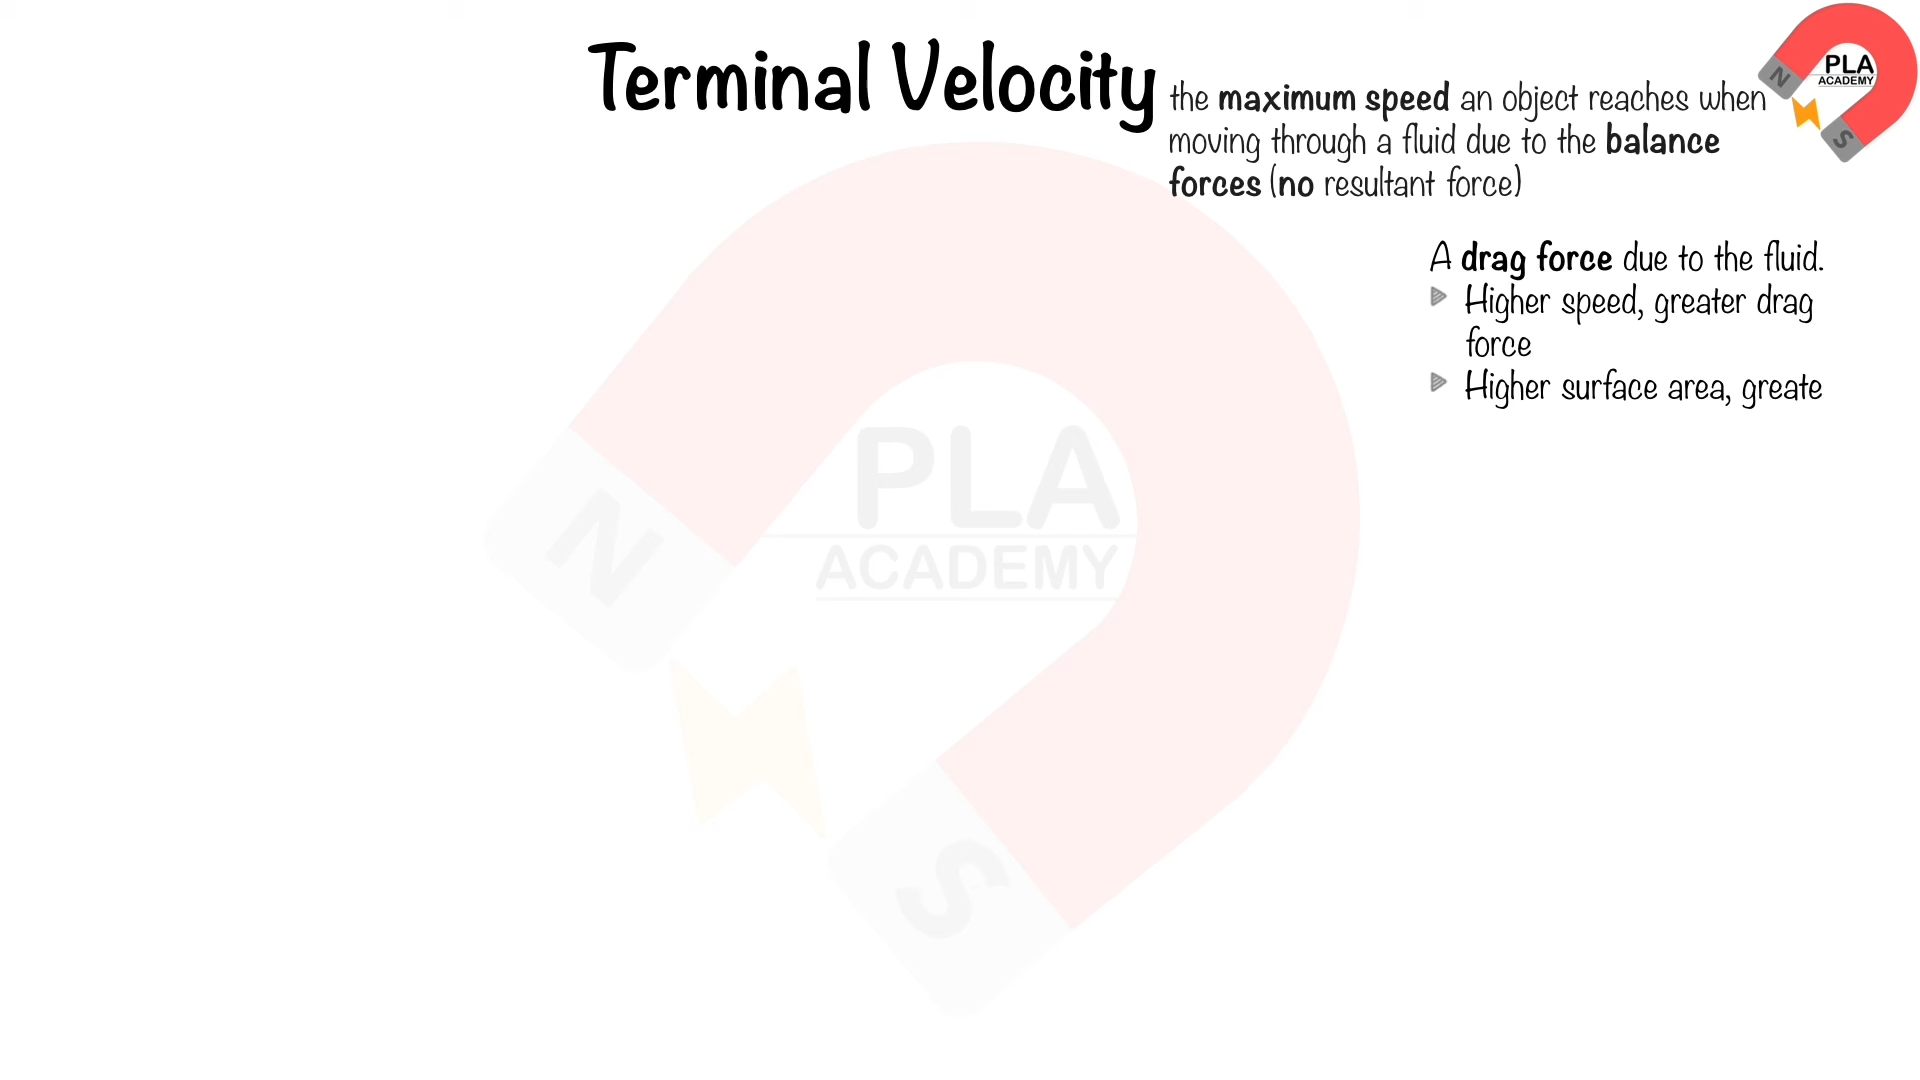 Terminal Velocity
the maximum speed an object reaches when
moving through a fluid due to the balance
forces (no resultant force)
A drag force due to the fluid.
Higher speed, greater drag
force
Higher surface area, greate
PLA
ACADEMY
N
S
PLA
ACADEMY
N
S